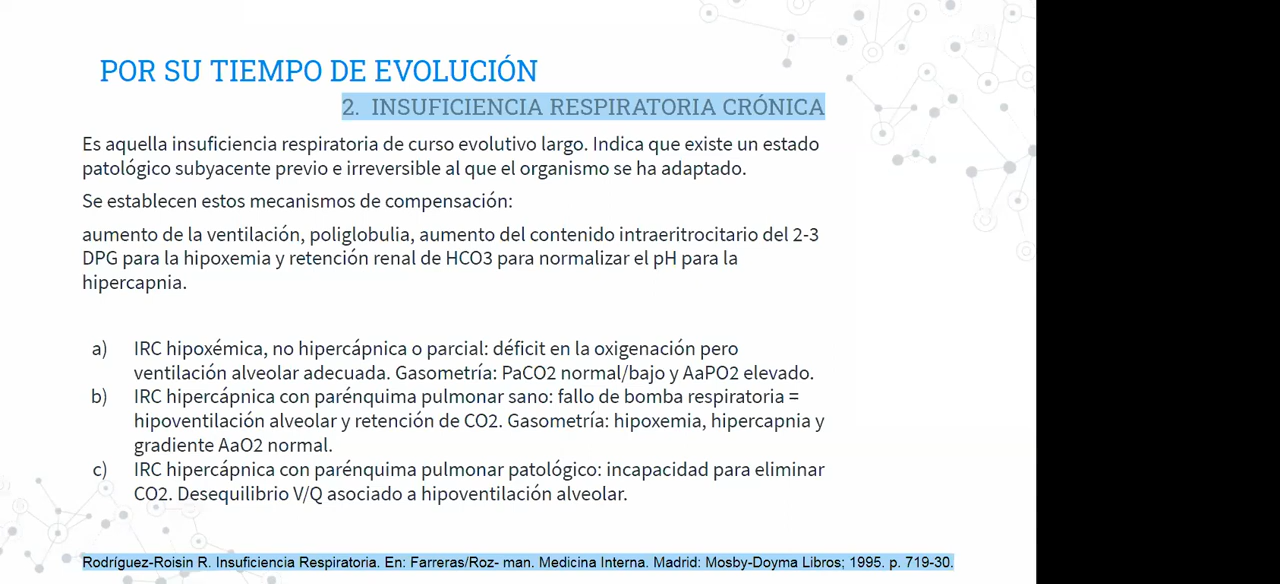 POR SU TIEMPO DE EVOLUCIÓN
2. INSUFICIENCIA RESPIRATORIA CRÓNICA
Es aquella insuficiencia respiratoria de curso evolutivo largo. Indica que existe un estado
patológico subyacente previo e irreversible al que el organismo se ha adaptado.
Se establecen estos mecanismos de compensación:
aumento de la ventilación, poliglobulia, aumento del contenido intraeritrocitario del 2-3
DPG para la hipoxemia y retención renal de HCO3 para normalizar el pH para la
hipercapnia.
a) IRC hipoxémica, no hipercápnica o parcial: déficit en la oxigenación pero
ventilación alveolar adecuada. Gasometría: PaCO2 normal/bajo y AaPO2 elevado.
b) IRC hipercápnica con parénquima pulmonar sano: fallo de bomba respiratoria =
hipoventilación alveolar y retención de CO2. Gasometría: hipoxemia, hipercapnia y
gradiente AaO2 normal.
c) IRC hipercápnica con parénquima pulmonar patológico: incapacidad para eliminar
CO2. Desequilibrio V/Q asociado a hipoventilación alveolar.
Rodríguez-Roisin R. Insuficiencia Respiratoria. En: Farreras/Roz- man. Medicina Interna. Madrid: Mosby-Doyma Libros; 1995. p. 719-30.